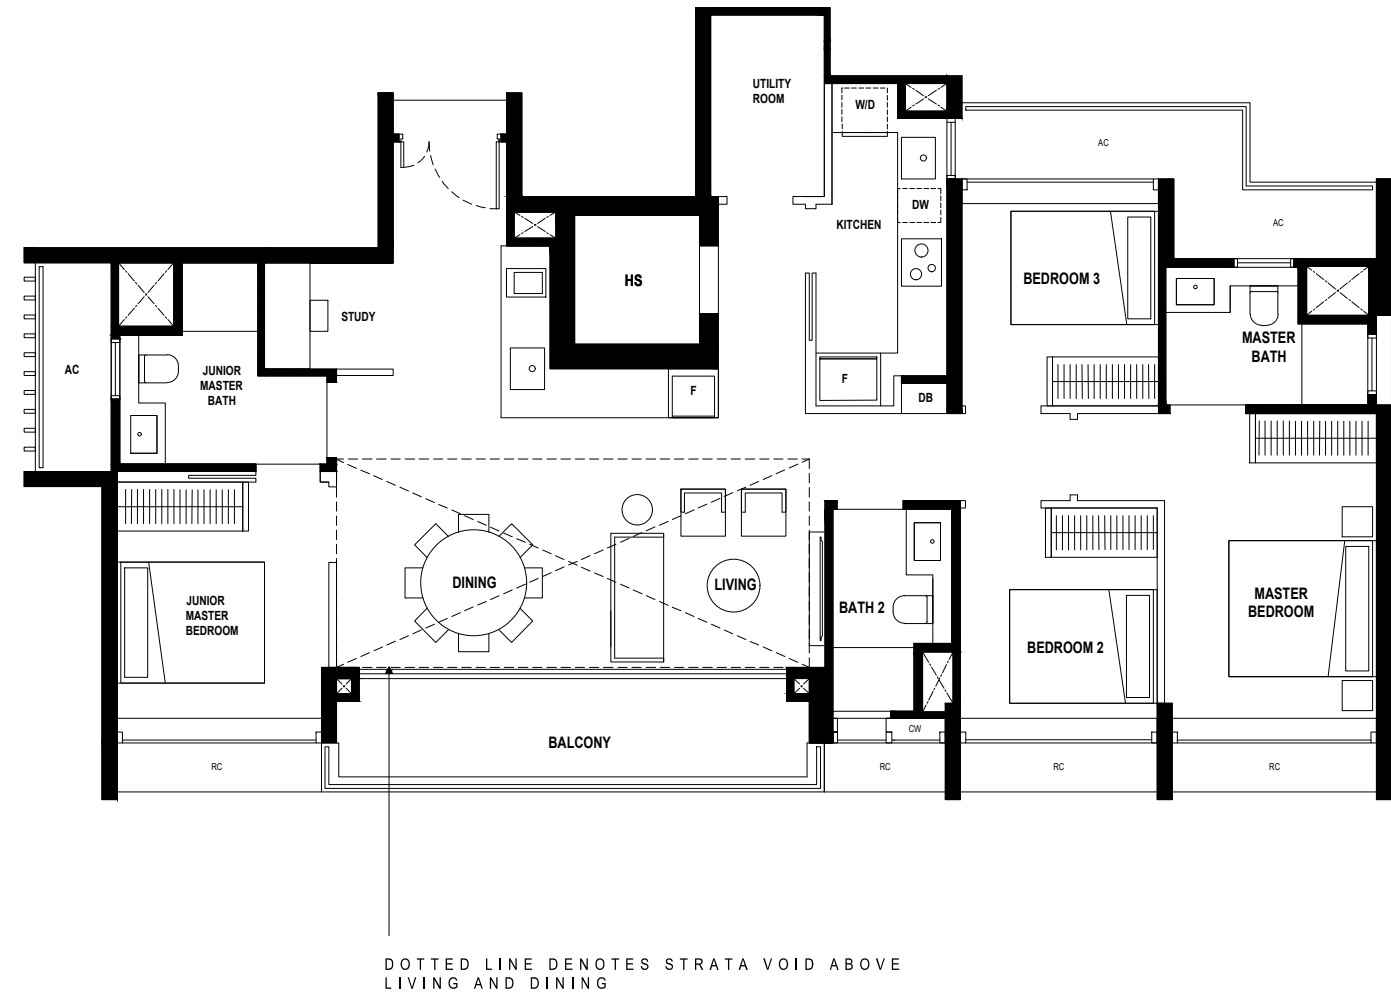 UTILITY
ROOM
W/D
AC
KITCHEN
DW
AC
HS
BEDROOM 3
STUDY
MASTER
BATH
AC
JUNIOR
MASTER
BATH
F
F
DB
DINING
LIVING
JUNIOR
MASTER
BEDROOM
BATH 2
MASTER
BEDROOM
BEDROOM 2
BALCONY
CW
RC
RC
RC
RC
DOTTED LINE DENOTES STRATA VOID ABOVE
LIVING AND DINING